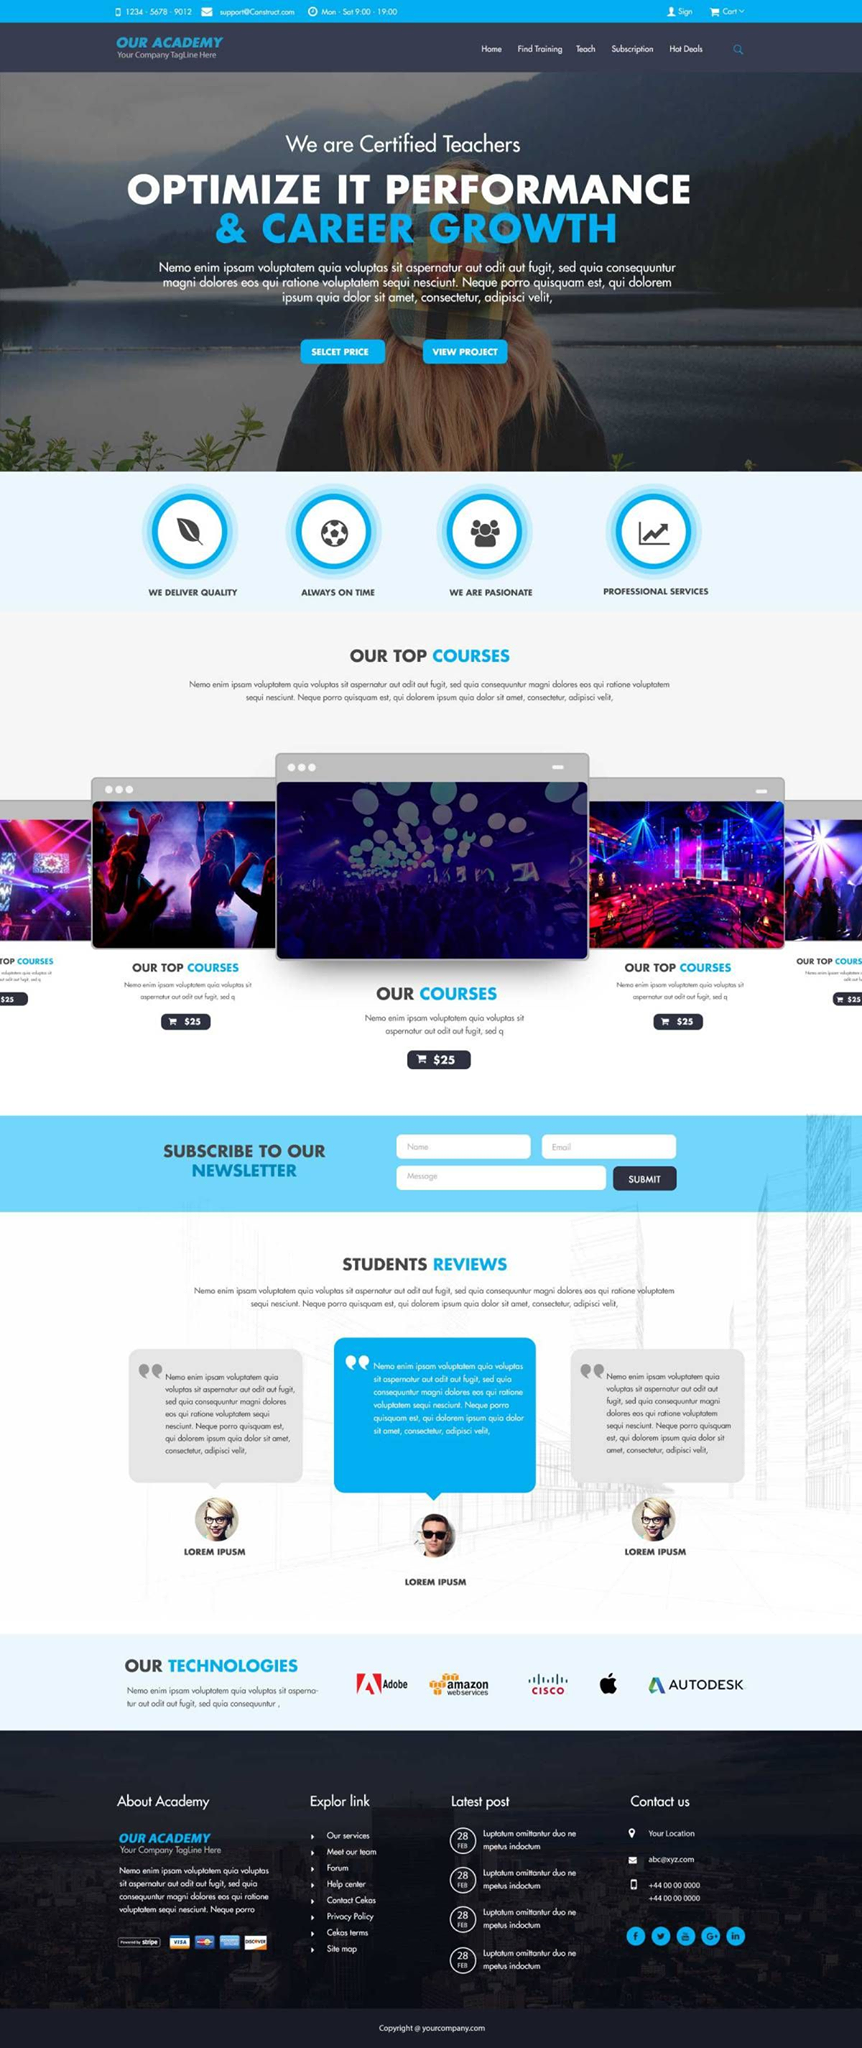 1234 - 5678 - 9012 support@Construct.com Mon - Sat 9:00 - 19:00 Sign Cart
OUR ACADEMY
Your Company TagLine Here
Home Find Training Teach Subscription Hot Deals
We are Certified Teachers
OPTIMIZE IT PERFORMANCE
& CAREER GROWTH
Nemo enim ipsam voluptatem quia voluptas sit aspernatur aut odit aut fugit, sed quia consequuntur
magni dolores eos qui ratione voluptatem sequi nesciunt. Neque porro quisquam est, qui dolorem
ipsum quia dolor sit amet, consectetur, adipisci velit,
SELCET PRICE VIEW PROJECT
WE DELIVER QUALITY ALWAYS ON TIME WE ARE PASIONATE PROFESSIONAL SERVICES
OUR TOP COURSES
Nemo enim ipsam voluptatem quia voluptas sit aspernatur aut odit aut fugit, sed quia consequuntur magni dolores eos qui ratione voluptatem
sequi nesciunt. Neque porro quisquam est, qui dolorem ipsum quia dolor sit amet, consectetur, adipisci velit,
TOP COURSES
$25
OUR TOP COURSES
Nemo enim ipsam voluptatem quia voluptas sit
aspernatur aut odit aut fugit, sed q
$25
OUR COURSES
Nemo enim ipsam voluptatem quia voluptas sit
aspernatur aut odit aut fugit, sed q
$25
OUR TOP COURSES
Nemo enim ipsam voluptatem quia voluptas sit
aspernatur aut odit aut fugit, sed q
$25
OUR TOP COURS
$25
SUBSCRIBE TO OUR
NEWSLETTER
Name Email
Message SUBMIT
STUDENTS REVIEWS
Nemo enim ipsam voluptatem quia voluptas sit aspernatur aut odit aut fugit, sed quia consequuntur magni dolores eos qui ratione voluptatem
sequi nesciunt. Neque porro quisquam est, qui dolorem ipsum quia dolor sit amet, consectetur, adipisci velit,
Nemo enim ipsam voluptatem quia
voluptas sit aspernatur aut odit aut fugit,
sed quia consequuntur magni dolores
eos qui ratione voluptatem sequi
nesciunt. Neque porro quisquam est,
qui dolorem ipsum quia dolor sit amet,
consectetur, adipisci velit,
LOREM IPUSM
Nemo enim ipsam voluptatem quia voluptas
sit aspernatur aut odit aut fugit, sed quia
consequuntur magni dolores eos qui ratione
voluptatem sequi nesciunt. Neque porro
quisquam est, qui dolorem ipsum quia dolor
sit amet, consectetur, adipisci velit,
LOREM IPUSM
Nemo enim ipsam voluptatem quia
voluptas sit aspernatur aut odit aut
fugit, sed quia consequuntur magni
dolores eos qui ratione voluptatem
sequi nesciunt. Neque porro quisquam
est, qui dolorem ipsum quia dolor sit
amet, consectetur, adipisci velit,
LOREM IPUSM
OUR TECHNOLOGIES
Nemo enim ipsam voluptatem quia voluptas sit asperna-
tur aut odit aut fugit, sed quia consequuntur ,
Adobe
amazon
webservices
CISCO
AUTODESK
About Academy
OUR ACADEMY
Your Company TagLine Here
Nemo enim ipsam voluptatem quia voluptas
sit aspernatur aut odit aut fugit, sed quia
consequuntur magni dolores eos qui ratione
voluptatem sequi nesciunt. Neque porro
Powered by stripe VISA DISCOVER
Explor link
Our services
Meet our team
Forum
Help center
Contact Cekas
Privacy Policy
Cekas terms
Site map
Latest post
28 FEB
Luptatum omittantur duo ne
mpetus indoctum
28 FEB
Luptatum omittantur duo ne
mpetus indoctum
28 FEB
Luptatum omittantur duo ne
mpetus indoctum
28 FEB
Luptatum omittantur duo ne
mpetus indoctum
Contact us
Your Location
abc@xyz.com
+44 00 00 0000
+44 00 00 0000
Copyright @ yourcompany.com